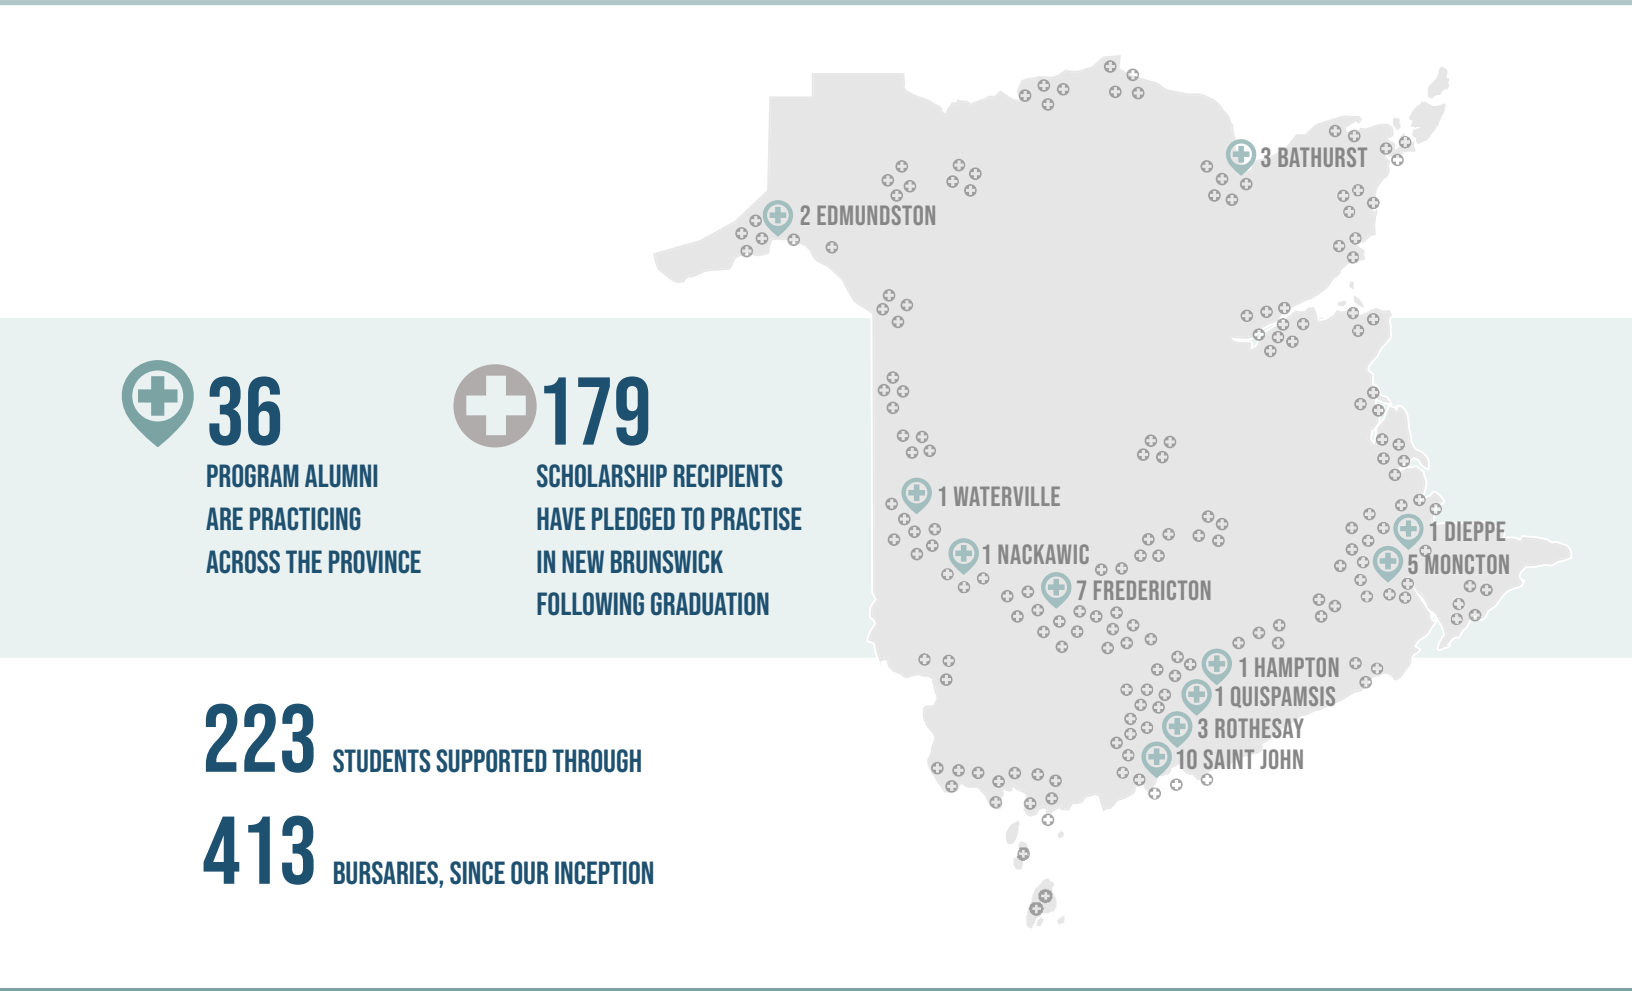 36
PROGRAM ALUMNI
ARE PRACTICING
ACROSS THE PROVINCE
179
SCHOLARSHIP RECIPIENTS
HAVE PLEDGED TO PRACTISE
IN NEW BRUNSWICK
FOLLOWING GRADUATION
223 STUDENTS SUPPORTED THROUGH
413 BURSARIES, SINCE OUR INCEPTION
3 BATHURST
2 EDMUNDSTON
1 WATERVILLE
1 DIEPPE
1 NACKAWIC
5 MONCTON
7 FREDERICTON
1 HAMPTON
1 QUISPAMSIS
3 ROTHESAY
10 SAINT JOHN